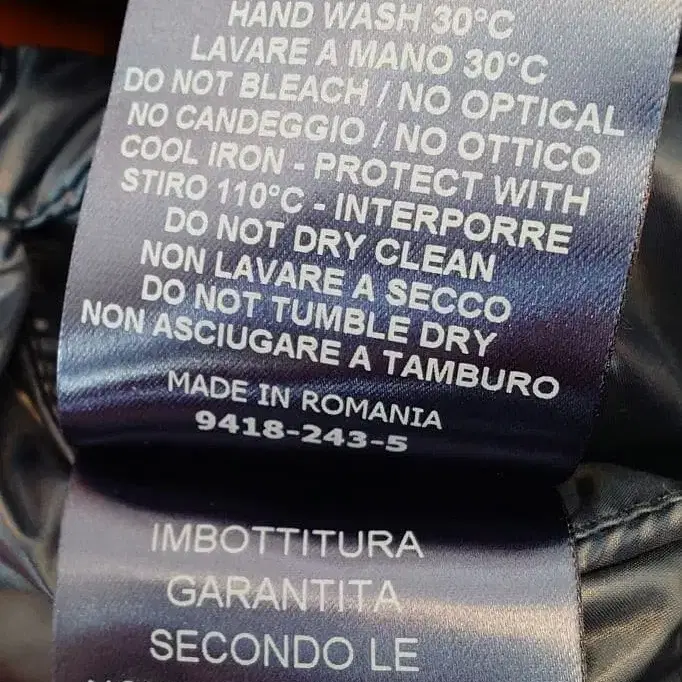 HAND WASH 30°C
LAVARE A MANO 30°C
DO NOT BLEACH / NO OPTICAL
NO CANDEGGIO / NO OTTICO
COOL IRON - PROTECT WITH
STIRO 110°C - INTERPORRE
DO NOT DRY CLEAN
NON LAVARE A SECCO
DO NOT TUMBLE DRY
NON ASCIUGARE A TAMBURO
MADE IN ROMANIA
9418-243-5
IMBOTTITURA
GARANTITA
SECONDO LE